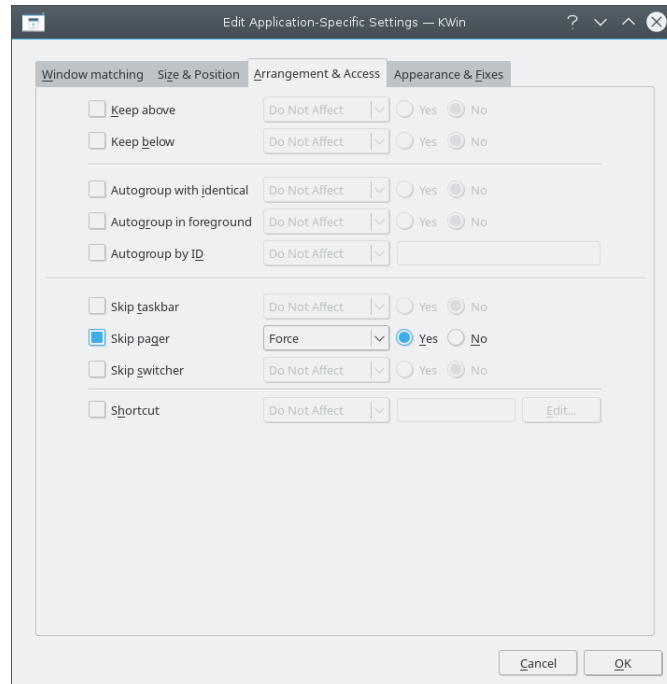 Edit Application-Specific Settings — KWin
Window matching Size & Position Arrangement & Access Appearance & Fixes
Keep above Do Not Affect Yes No
Keep below Do Not Affect Yes No
Autogroup with identical Do Not Affect Yes No
Autogroup in foreground Do Not Affect Yes No
Autogroup by ID Do Not Affect
Skip taskbar Do Not Affect Yes No
Skip pager Force Yes No
Skip switcher Do Not Affect Yes No
Shortcut Do Not Affect Edit...
Cancel OK